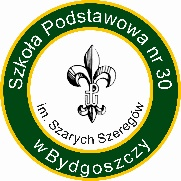 Szkoła Podstawowa nr 30
im. Szarych Szeregów
w Bydgoszczy